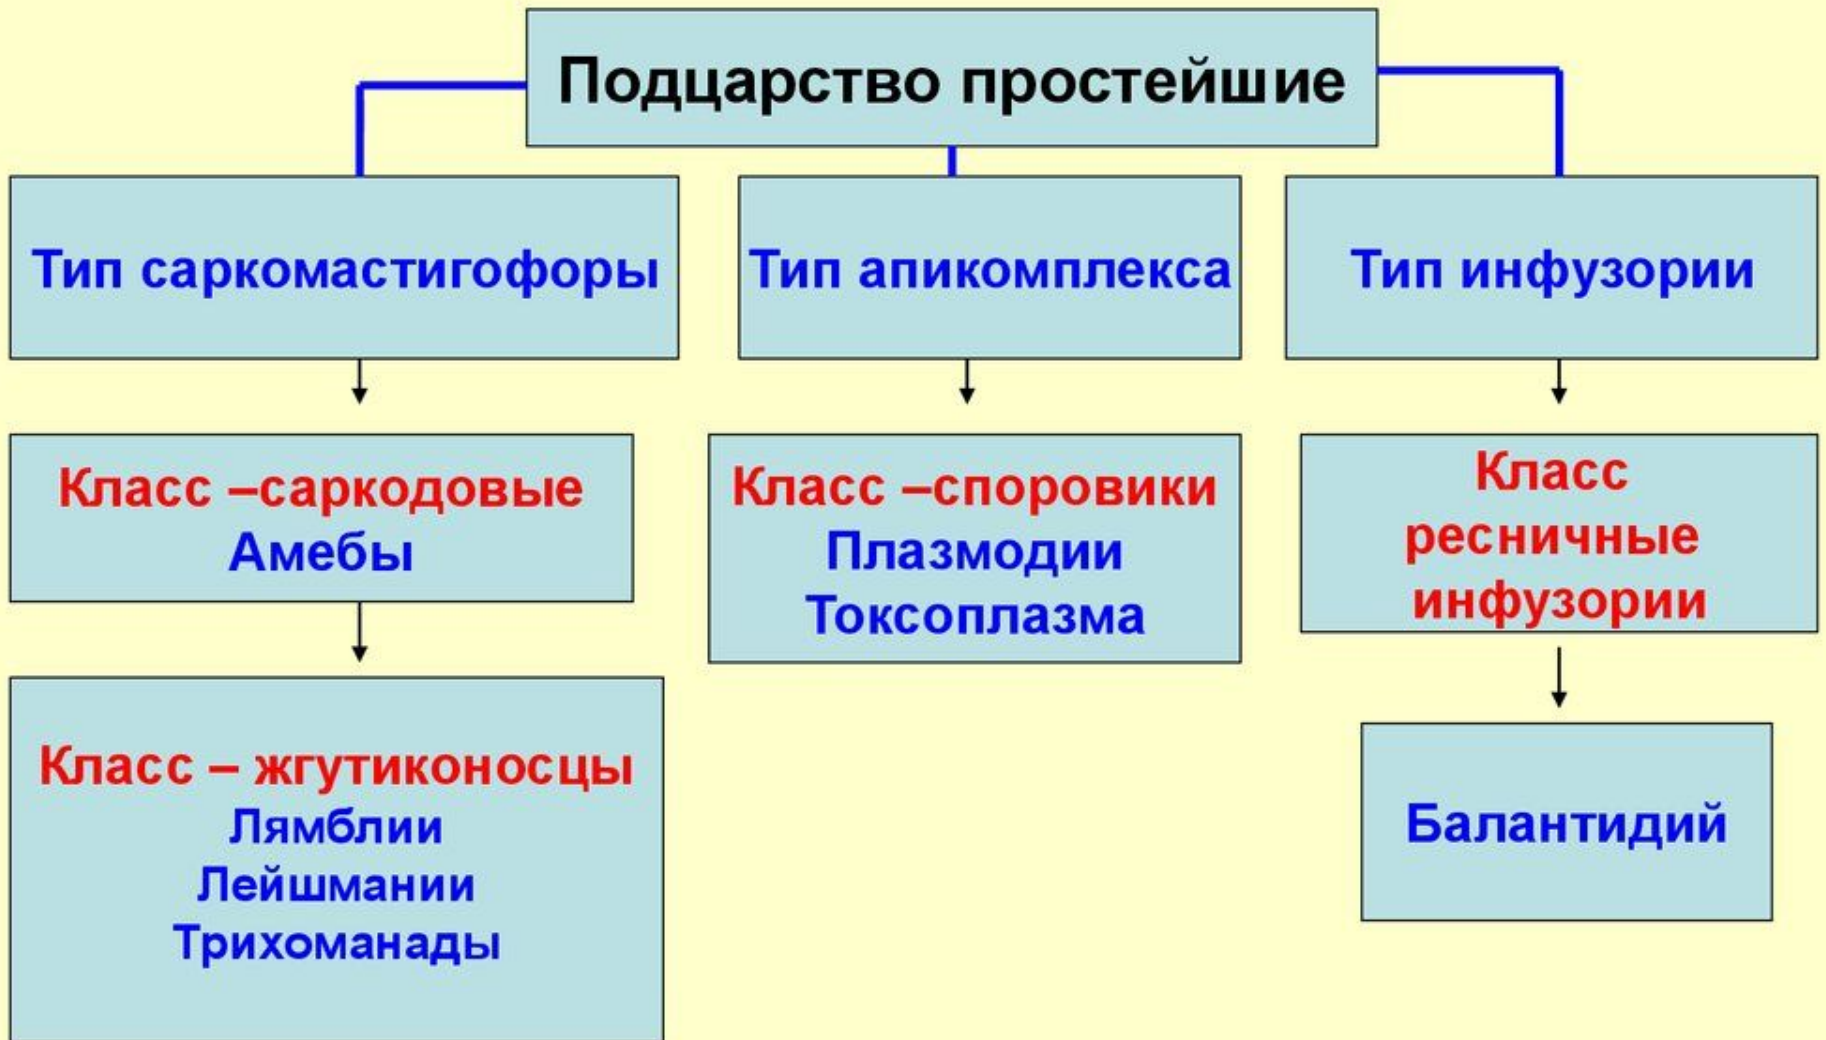 Подцарство простейшие
Тип саркомастигофоры
Тип апикомплекса
Тип инфузории
Класс –саркодовые
Амебы
Класс –споровики
Плазмодии
Токсоплазма
Класс
ресничные
инфузории
Класс – жгутиконосцы
Лямблии
Лейшмании
Трихоманады
Балантидий